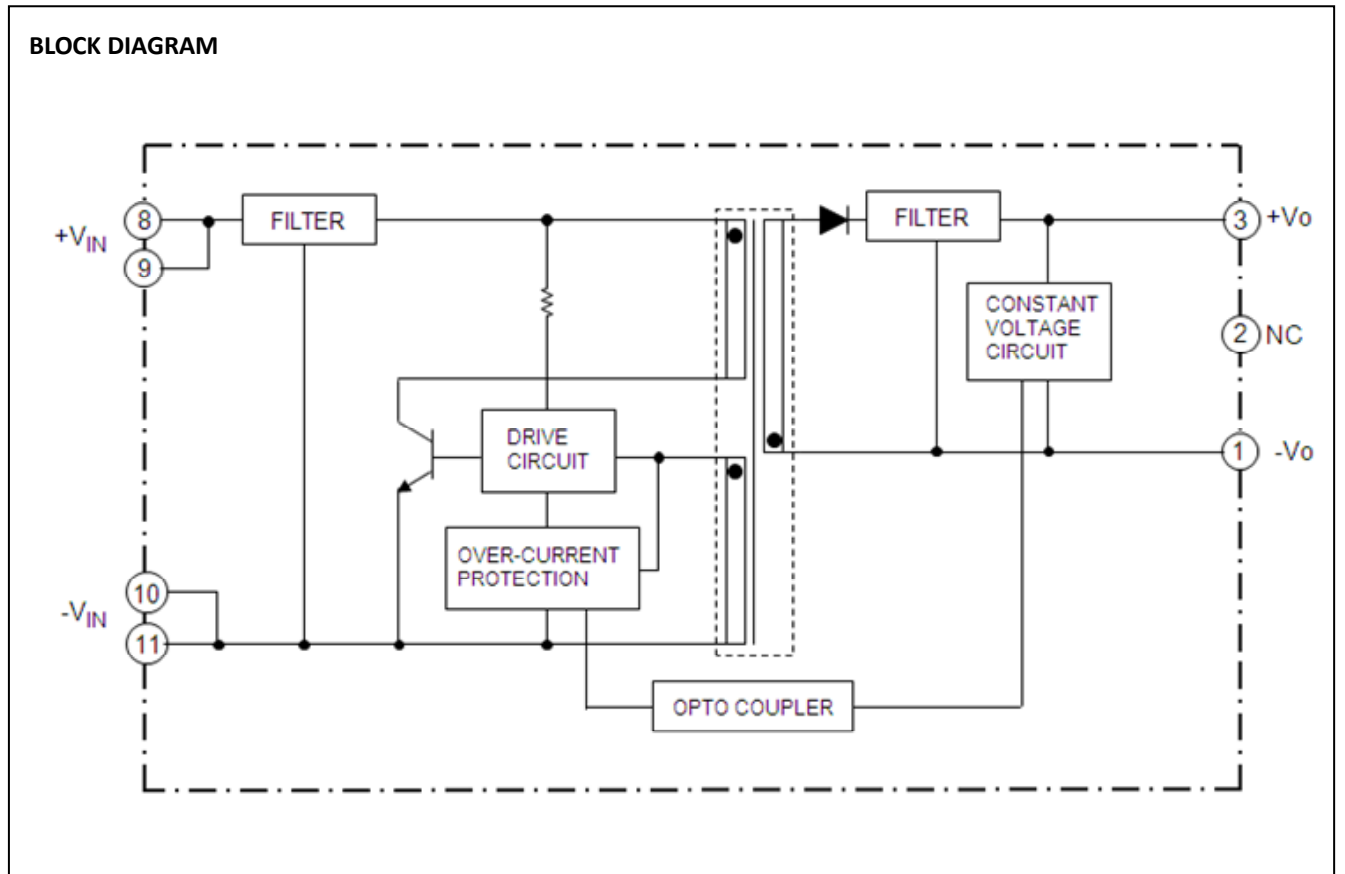 BLOCK DIAGRAM
8
FILTER
FILTER
3
+Vo
+VIN
9
CONSTANT
VOLTAGE
CIRCUIT
2
NC
DRIVE
CIRCUIT
1
-Vo
OVER-CURRENT
PROTECTION
10
-VIN
11
OPTO COUPLER